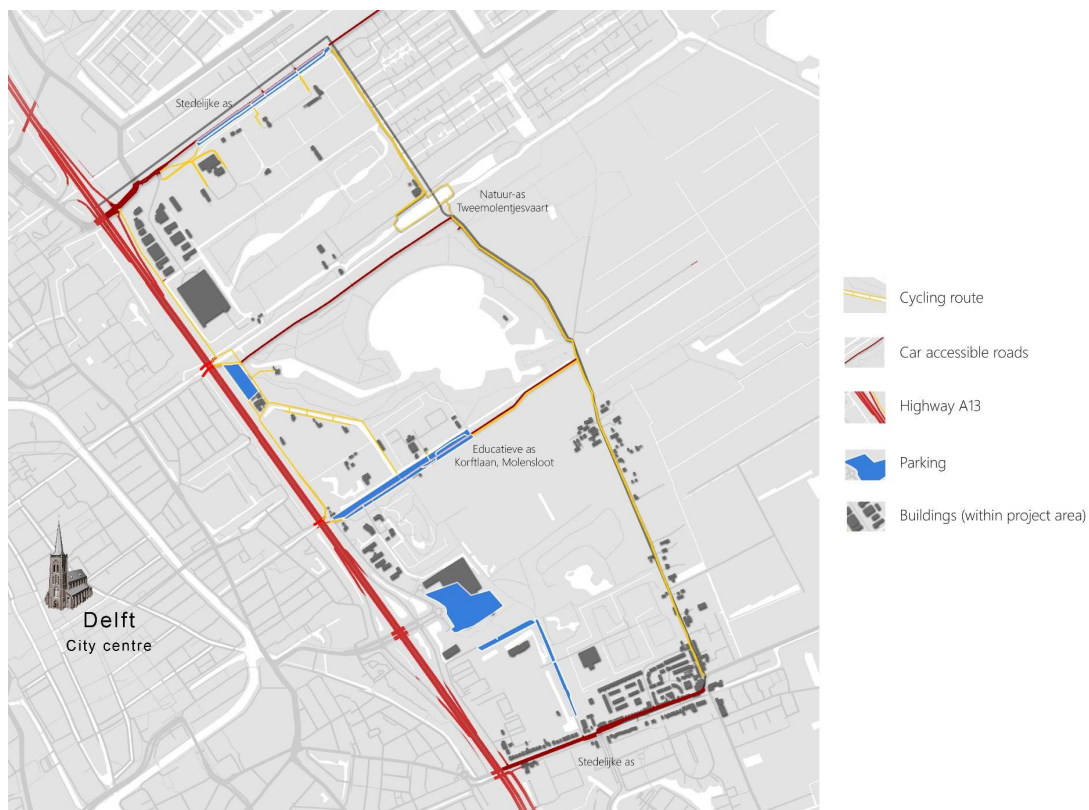 Stedelijke as
Natuur-as
Tweemolentjesvaart
Educatieve as
Korftlaan, Molensloot
Delft
City centre
Stedelijke as
Cycling route
Car accessible roads
Highway A13
Parking
Buildings (within project area)